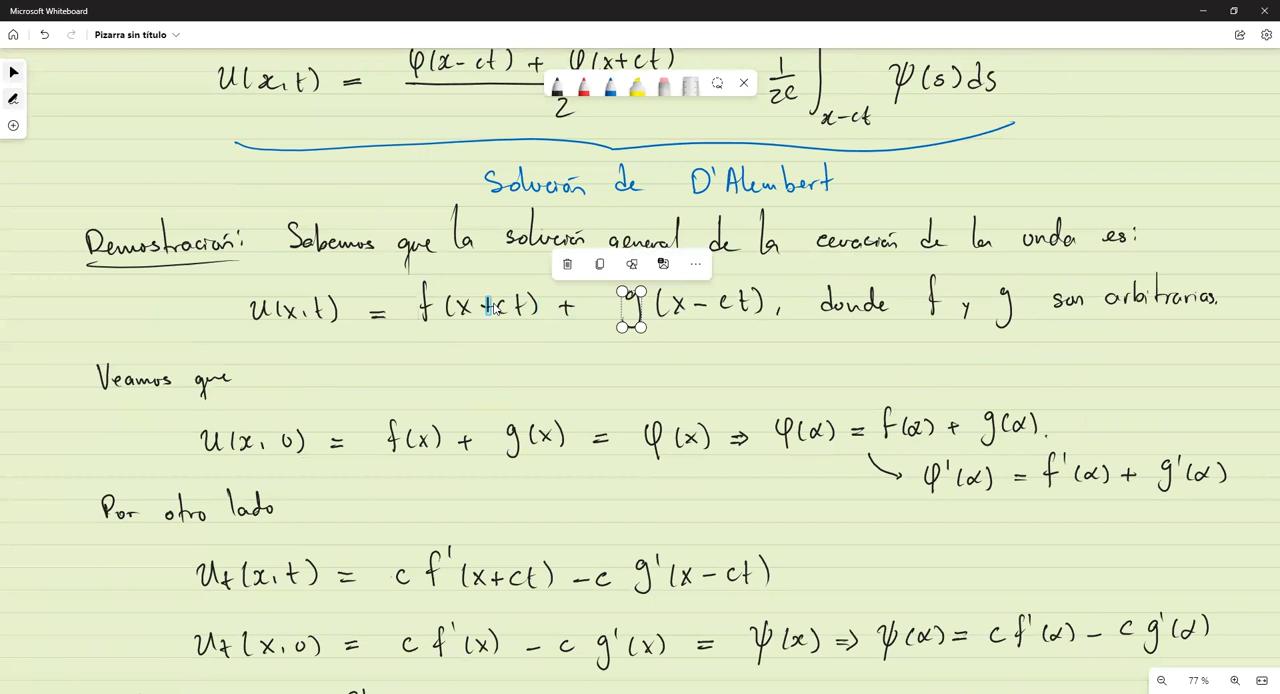 Microsoft Whiteboard
Pizarra sin título
u(x,t) = φ(x-ct) + φ(x+ct) / 2 1/2c ∫ x-ct ψ(s)ds
Solución de D'Alembert
Demostración: Sabemos que la solución general de la ecuación de la onda es:
u(x,t) = f(x+ct) + g(x-ct), donde f y g son arbitrarias.
Veamos que
u(x,0) = f(x) + g(x) = φ(x) ⇒ φ(α) = f(α) + g(α).
↘ φ'(α) = f'(α) + g'(α)
Por otro lado
u_t(x,t) = c f'(x+ct) - c g'(x-ct)
u_t(x,0) = c f'(x) - c g'(x) = ψ(x) ⇒ ψ(α) = c f'(α) - c g'(α)
77 %